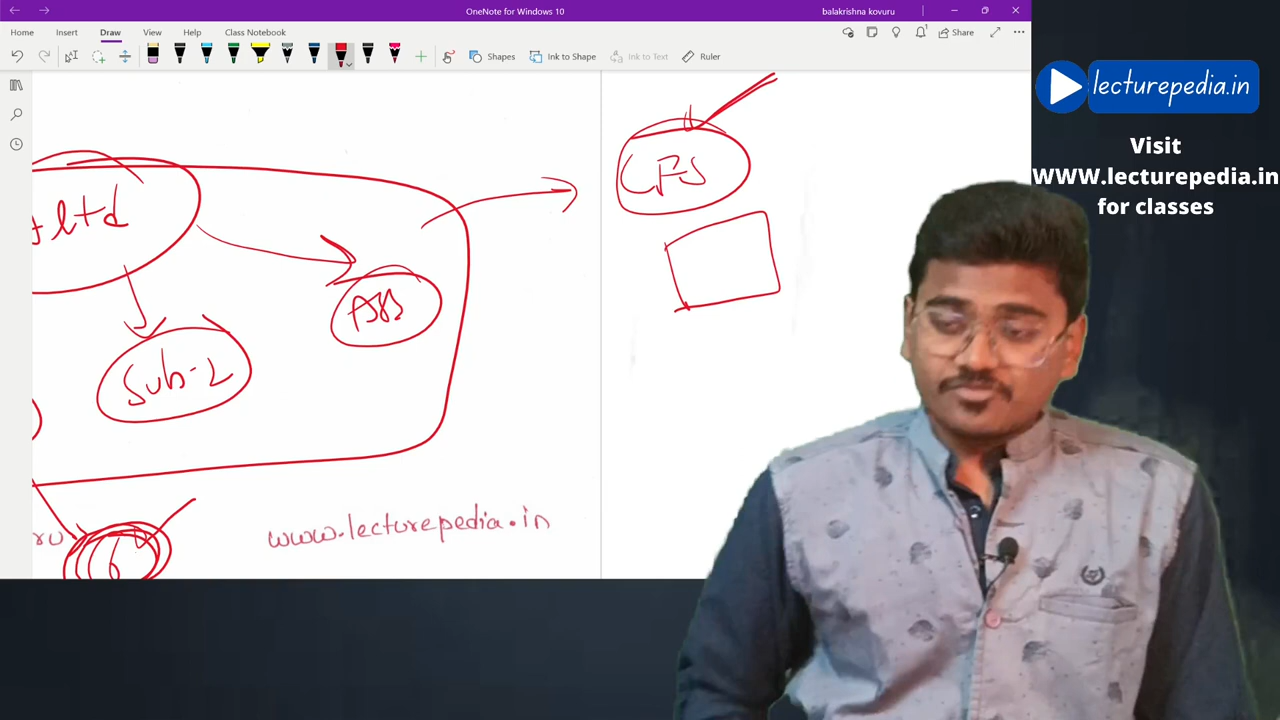 OneNote for Windows 10
balakrishna kovuru
Home Insert Draw View Help Class Notebook
Share
Shapes Ink to Shape Ink to Text Ruler
lecturepedia.in
Visit
WWW.lecturepedia.in
for classes
CFS
ltd
Sub-2
www.lecturepedia.in
6